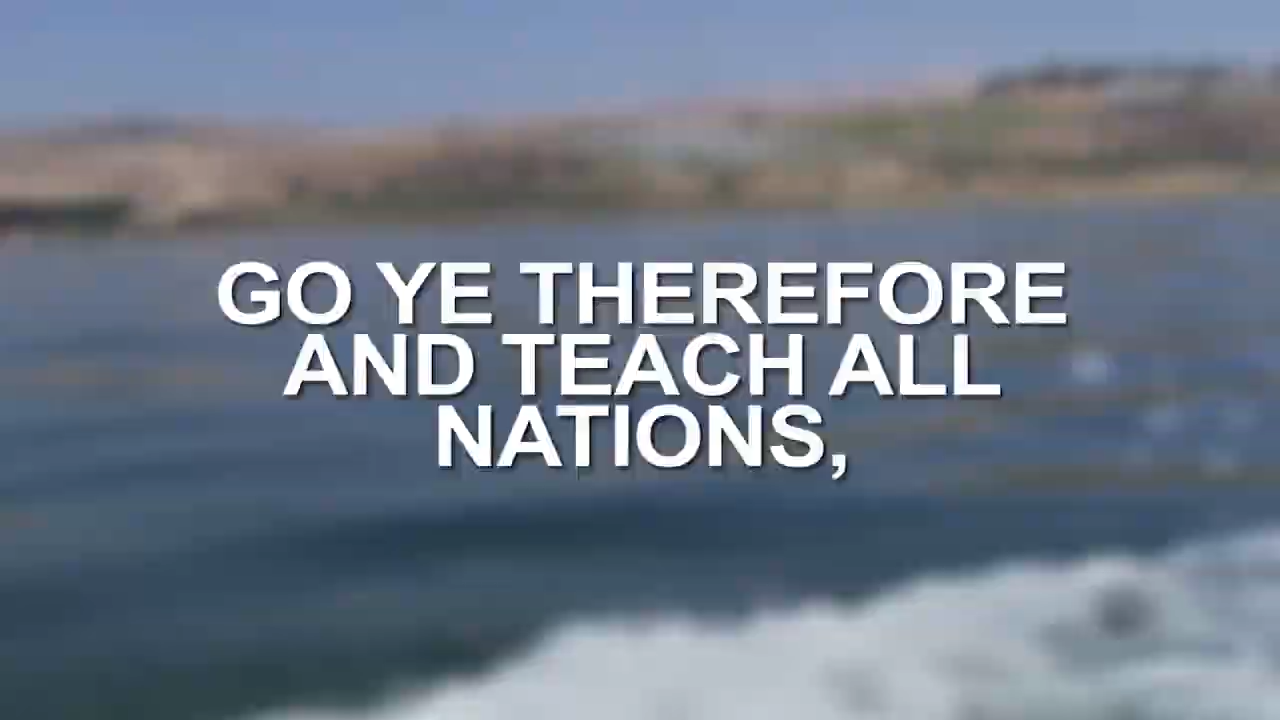 GO YE THEREFORE
AND TEACH ALL
NATIONS,